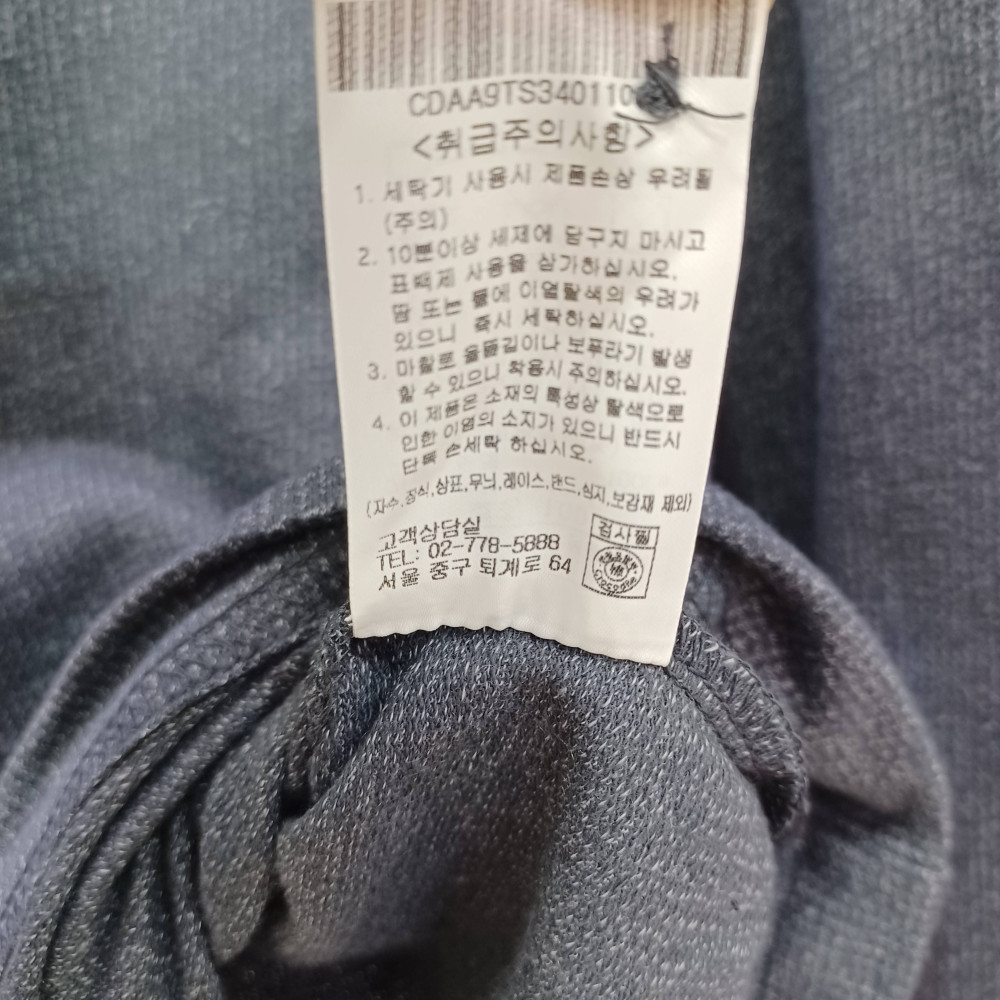 CDAA9TS340110
<취급주의사항>
1. 세탁기 사용시 제품손상 우려됨
(주의)
2. 10분이상 세제에 담구지 마시고
표백제 사용을 삼가하십시오.
땀 또는 물에 이염탈색의 우려가
있으니 즉시 세탁하십시오.
3. 마찰로 올뜯김이나 보푸라기 발생
할 수 있으니 착용시 주의하십시오.
4. 이 제품은 소재의 특성상 탈색으로
인한 이염의 소지가 있으니 반드시
단독 손세탁 하십시오.
(자수,장식,상표,무늬,레이스,밴드,심지,보강재 제외)
고객상담실
TEL: 02-778-5888
서울 중구 퇴계로 64
검사필